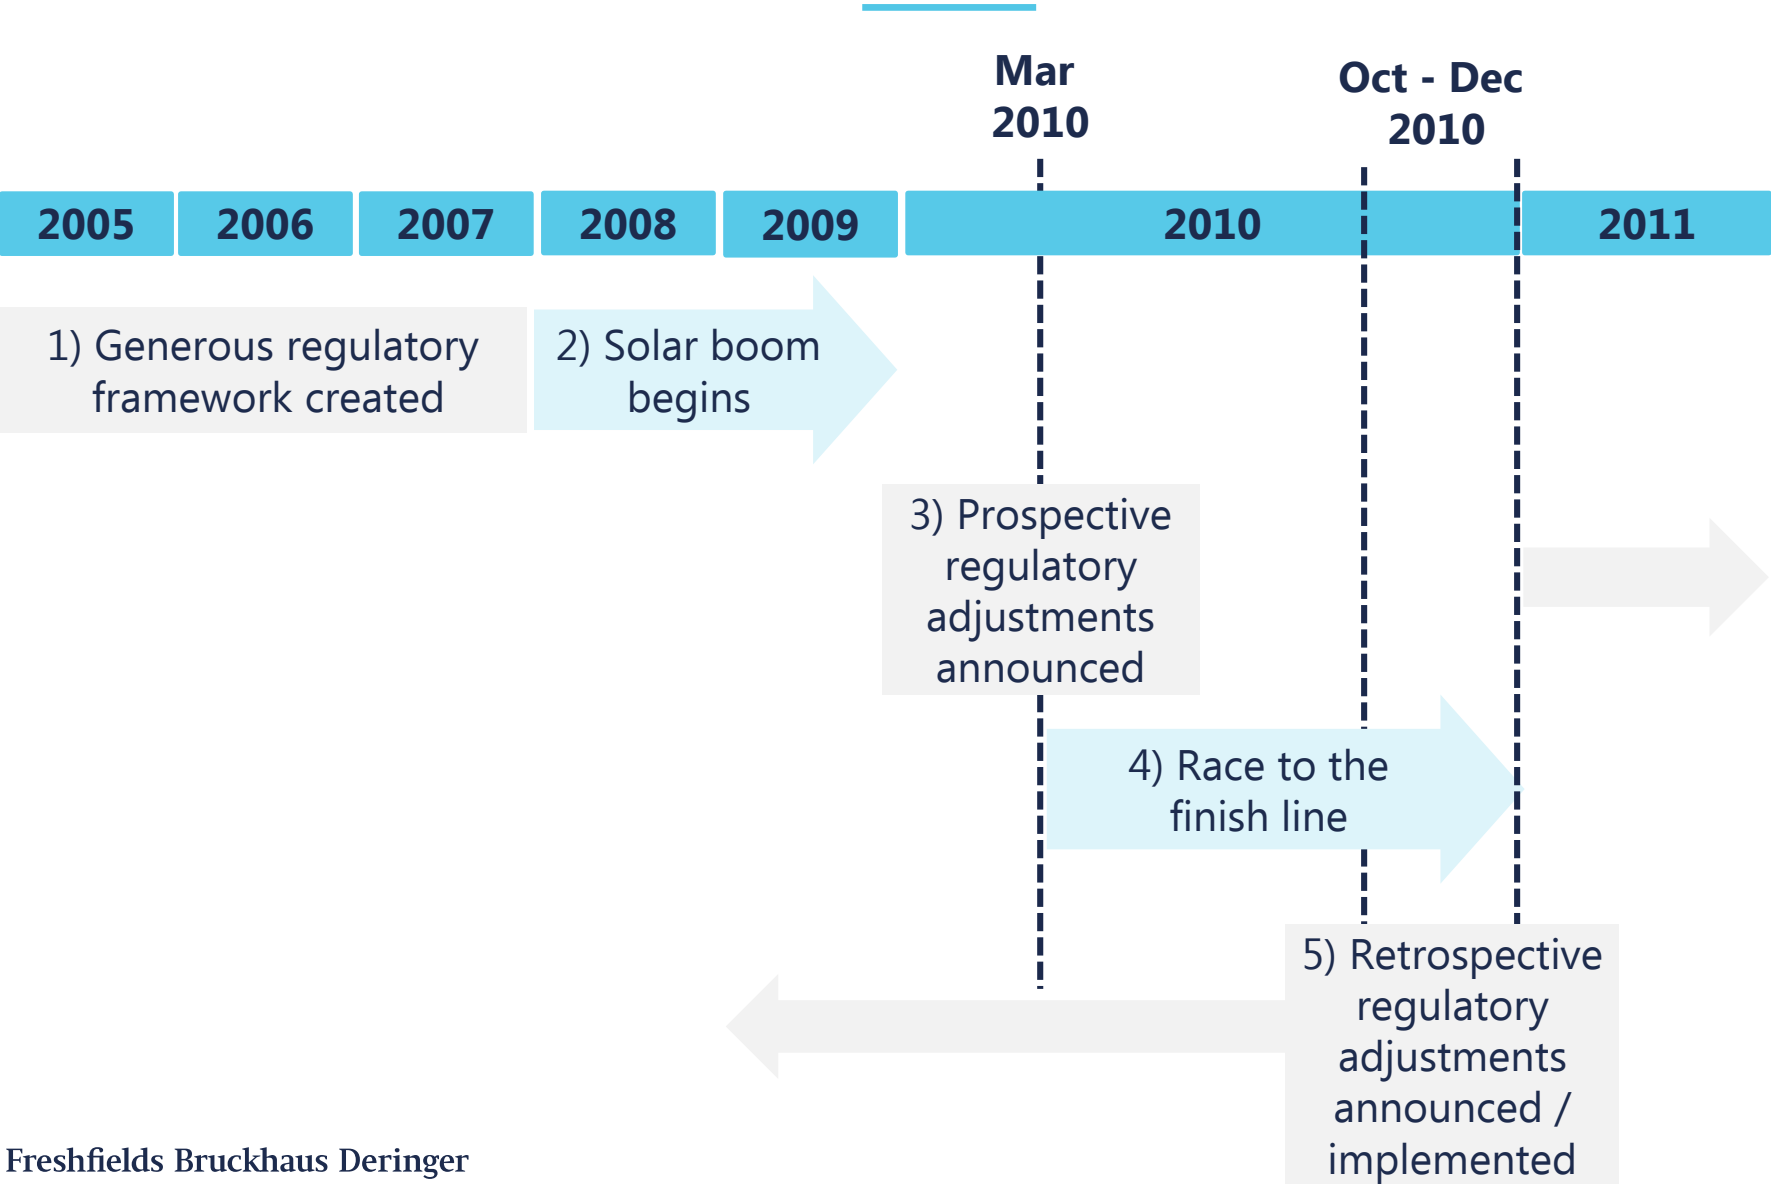 Mar
2010
Oct - Dec
2010
2005
2006
2007
2008
2009
2010
2011
1) Generous regulatory
framework created
2) Solar boom
begins
3) Prospective
regulatory
adjustments
announced
4) Race to the
finish line
5) Retrospective
regulatory
adjustments
announced /
implemented
Freshfields Bruckhaus Deringer